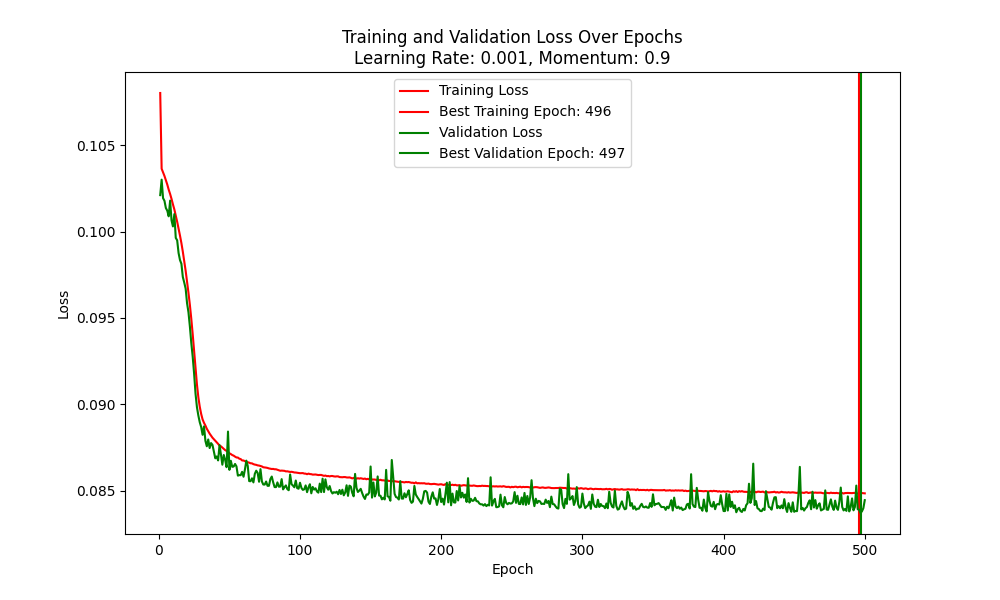 Training and Validation Loss Over Epochs
Learning Rate: 0.001, Momentum: 0.9
Training Loss
Best Training Epoch: 496
Validation Loss
Best Validation Epoch: 497
Loss
0.105
0.100
0.095
0.090
0.085
0
100
200
300
400
500
Epoch